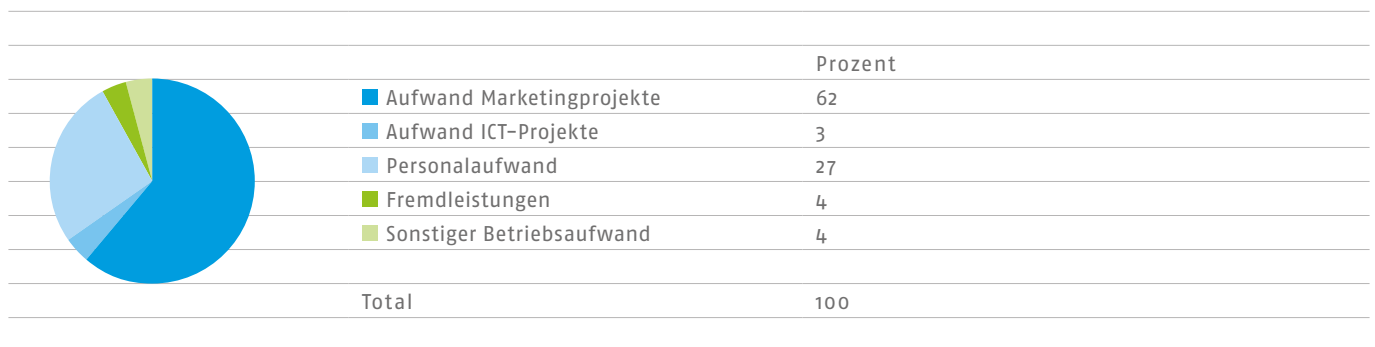 Prozent
Aufwand Marketingprojekte 62
Aufwand ICT-Projekte 3
Personalaufwand 27
Fremdleistungen 4
Sonstiger Betriebsaufwand 4
Total 100